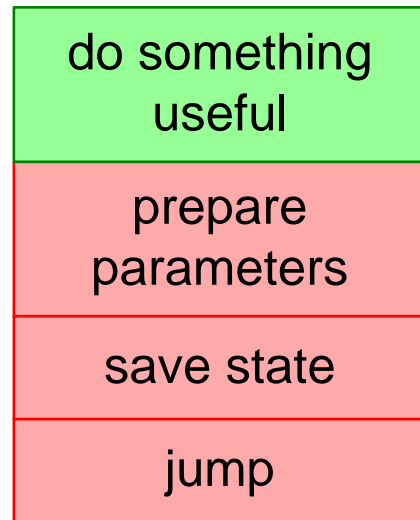 do something
useful
prepare
parameters
save state
jump